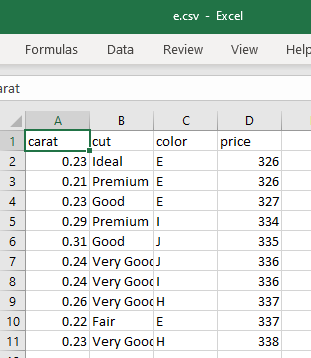 e.csv - Excel
Formulas Data Review View Help
arat
A B C D
1 carat cut color price
2 0.23 Ideal E 326
3 0.21 Premium E 326
4 0.23 Good E 327
5 0.29 Premium I 334
6 0.31 Good J 335
7 0.24 Very Good J 336
8 0.24 Very Good I 336
9 0.26 Very Good H 337
10 0.22 Fair E 337
11 0.23 Very Good H 338